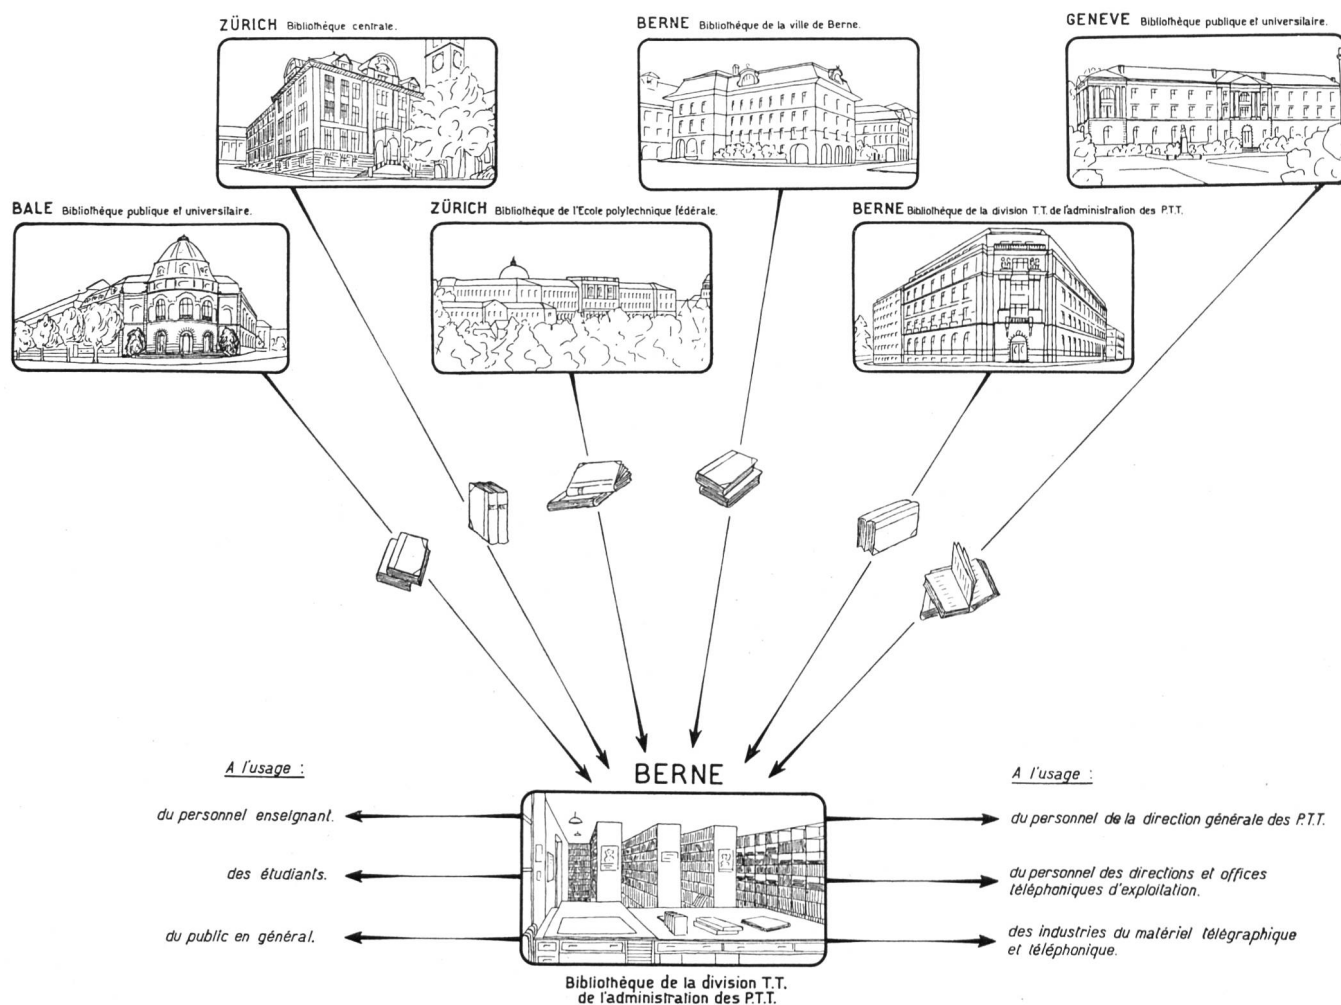 ZÜRICH Bibliothéque centrale.
BERNE Bibliothèque de la ville de Berne.
GENEVE Bibliothèque publique et universitaire.
BALE Bibliothèque publique et universitaire.
ZÜRICH Bibliothèque de l'Ecole polytechnique fédérale.
BERNE Bibliothèque de la division T.T. de l'administration des P.T.T.
BERNE
A l'usage :
du personnel enseignant.
des étudiants.
du public en général.
A l'usage :
du personnel de la direction générale des P.T.T.
du personnel des directions et offices
téléphoniques d'exploitation.
des industries du matériel télégraphique
et téléphonique.
Bibliothèque de la division T.T.
de l'administration des P.T.T.